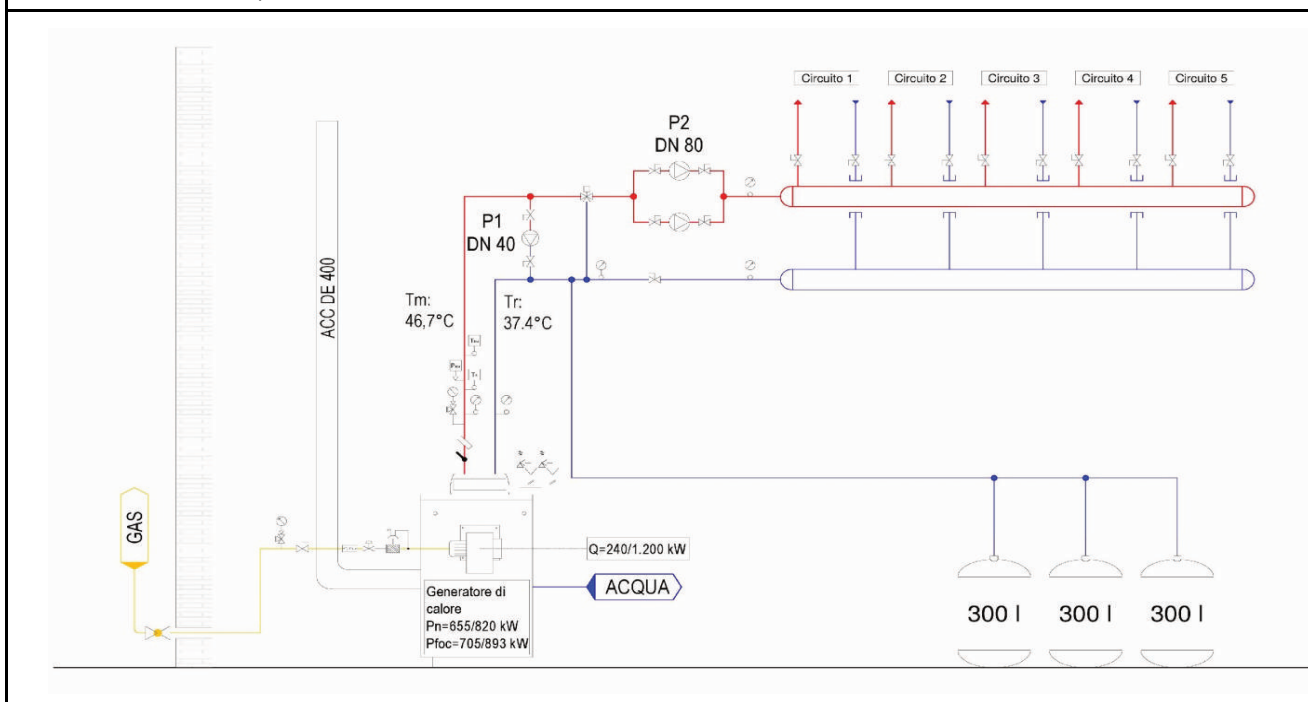 Circuito 1
Circuito 2
Circuito 3
Circuito 4
Circuito 5
P2
DN 80
P1
DN 40
ACC DE 400
Tm:
46,7°C
Tr:
37.4°C
GAS
Q=240/1.200 kW
ACQUA
Generatore di
calore
Pn=655/820 kW
Pfoc=705/893 kW
300 l
300 l
300 l